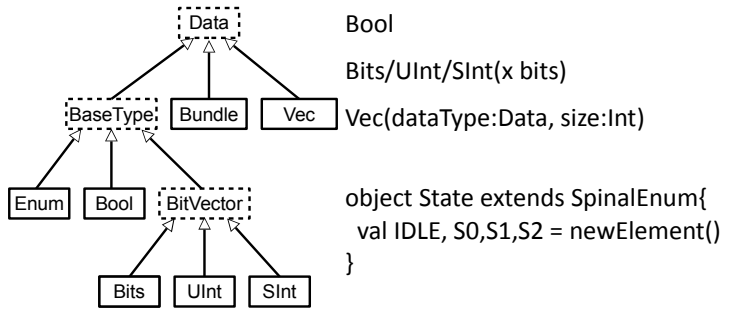 Data
BaseType Bundle Vec
Enum Bool BitVector
Bits UInt SInt
Bool
Bits/UInt/SInt(x bits)
Vec(dataType:Data, size:Int)
object State extends SpinalEnum{
val IDLE, S0,S1,S2 = newElement()
}